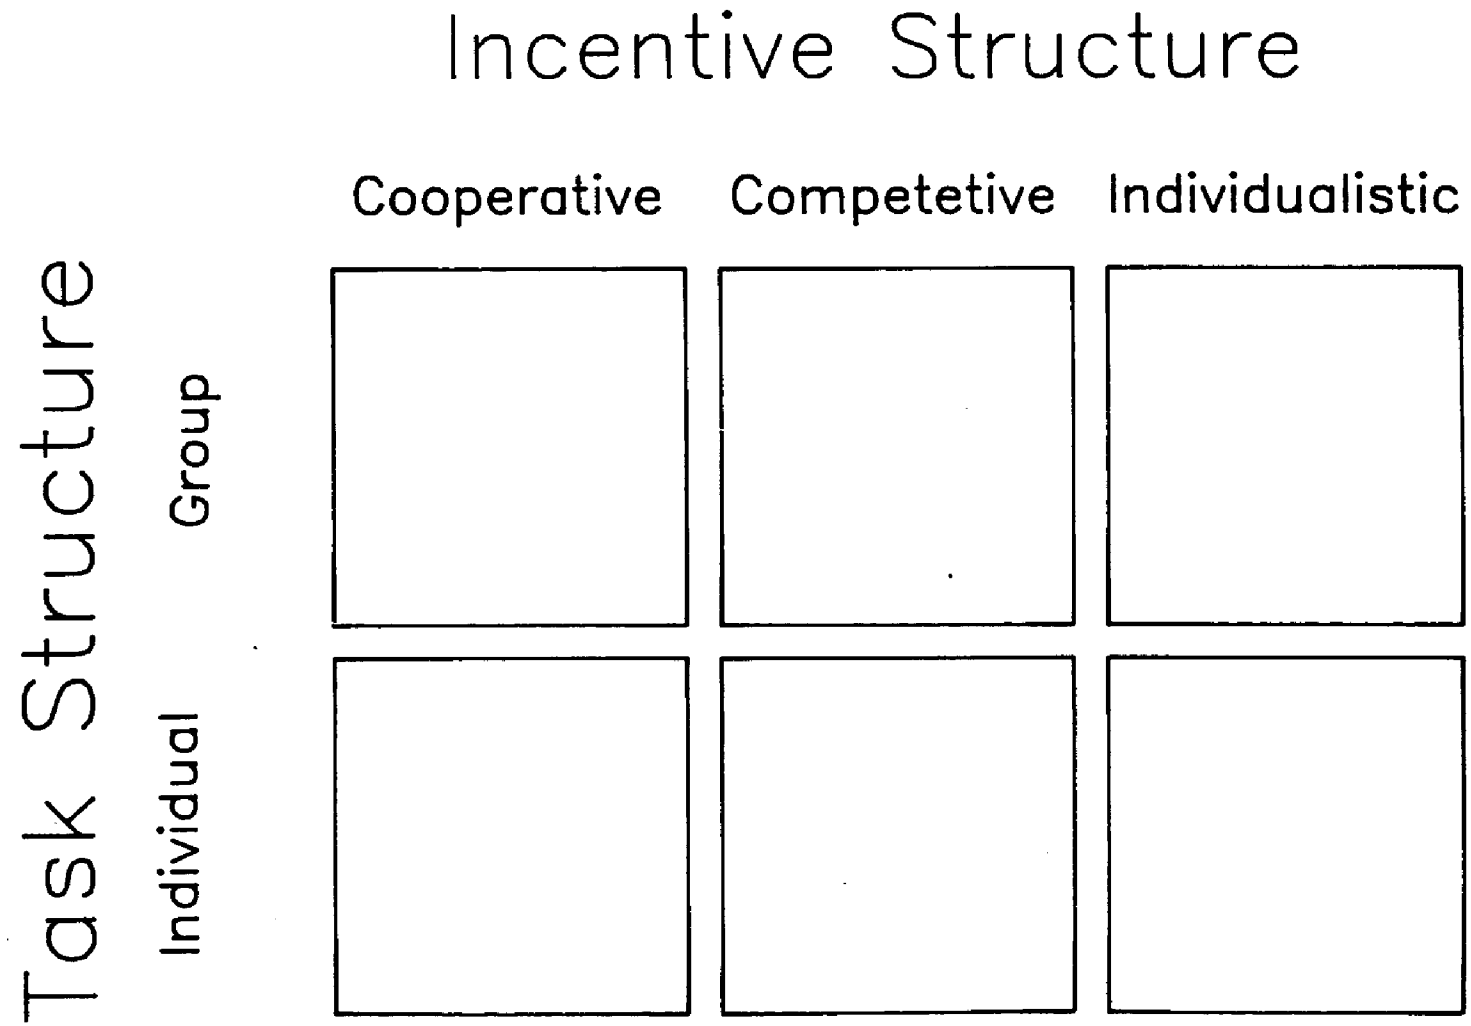 Incentive Structure
Cooperative Competetive Individualistic
Task Structure
Group
Individual